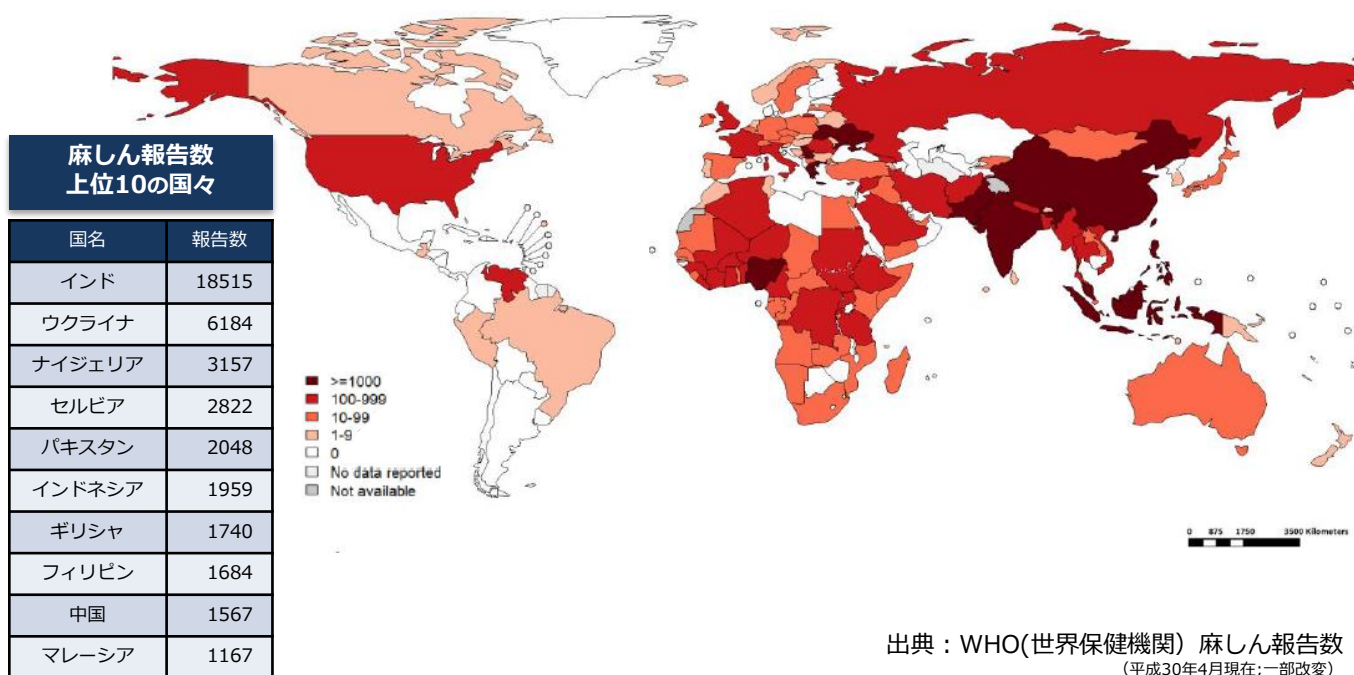 麻しん報告数
上位10の国々
国名 報告数
インド 18515
ウクライナ 6184
ナイジェリア 3157
セルビア 2822
パキスタン 2048
インドネシア 1959
ギリシャ 1740
フィリピン 1684
中国 1567
マレーシア 1167
>=1000
100-999
10-99
1-9
0
No data reported
Not available
0 875 1750 3500 Kilometers
出典：WHO(世界保健機関）麻しん報告数
（平成30年4月現在;一部改変）